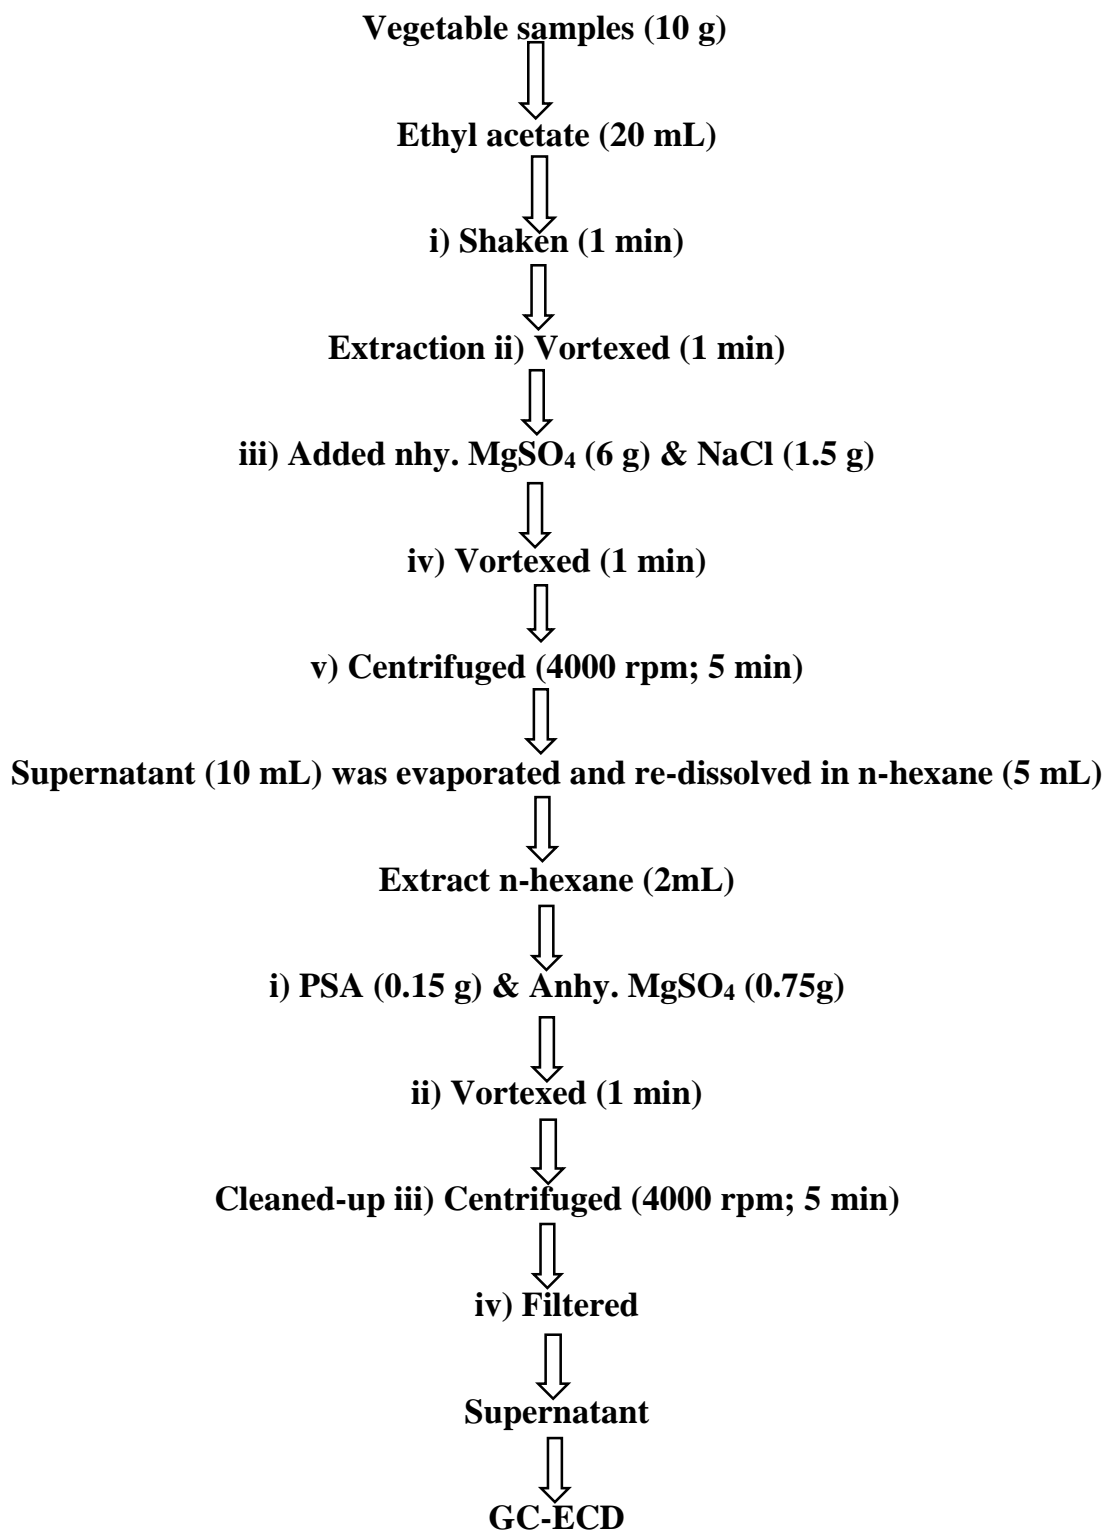 Vegetable samples (10 g)
Ethyl acetate (20 mL)
i) Shaken (1 min)
Extraction ii) Vortexed (1 min)
iii) Added nhy. MgSO₄ (6 g) & NaCl (1.5 g)
iv) Vortexed (1 min)
v) Centrifuged (4000 rpm; 5 min)
Supernatant (10 mL) was evaporated and re-dissolved in n-hexane (5 mL)
Extract n-hexane (2mL)
i) PSA (0.15 g) & Anhy. MgSO₄ (0.75g)
ii) Vortexed (1 min)
Cleaned-up iii) Centrifuged (4000 rpm; 5 min)
iv) Filtered
Supernatant
GC-ECD